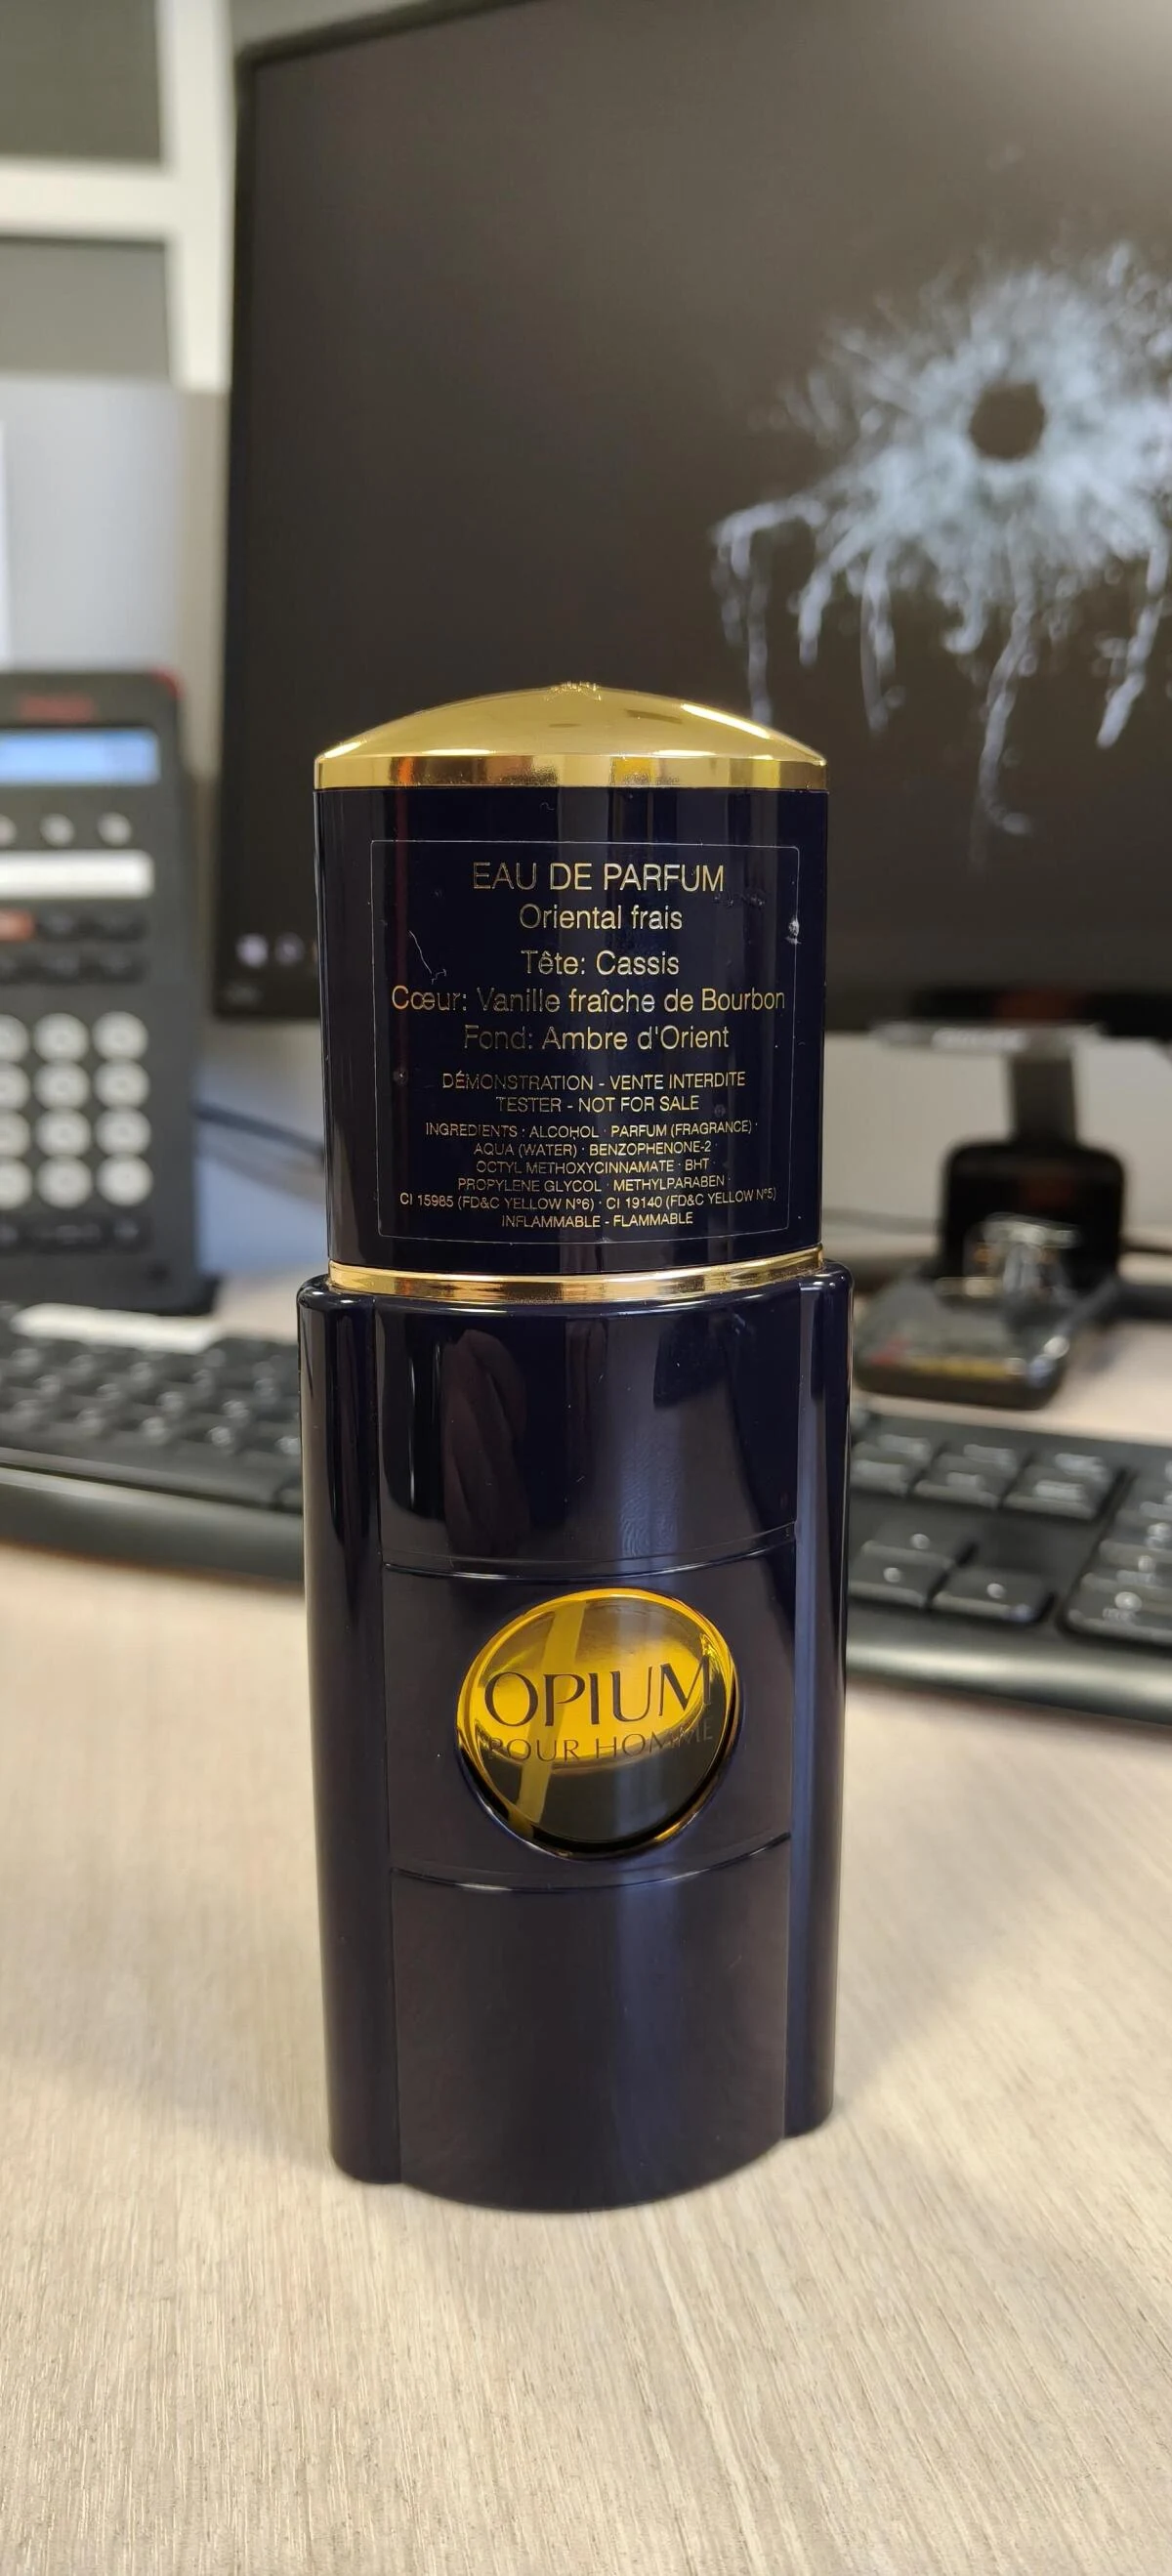 EAU DE PARFUM
Oriental frais
Tête: Cassis
Cœur: Vanille fraîche de Bourbon
Fond: Ambre d'Orient
DÉMONSTRATION - VENTE INTERDITE
TESTER - NOT FOR SALE
INGREDIENTS : ALCOHOL · PARFUM (FRAGRANCE) ·
AQUA (WATER) · BENZOPHENONE-2 ·
OCTYL METHOXYCINNAMATE · BHT ·
PROPYLENE GLYCOL · METHYLPARABEN ·
CI 15985 (FD&C YELLOW N°6) · CI 19140 (FD&C YELLOW N°5)
INFLAMMABLE - FLAMMABLE
OPIUM
POUR HOMME